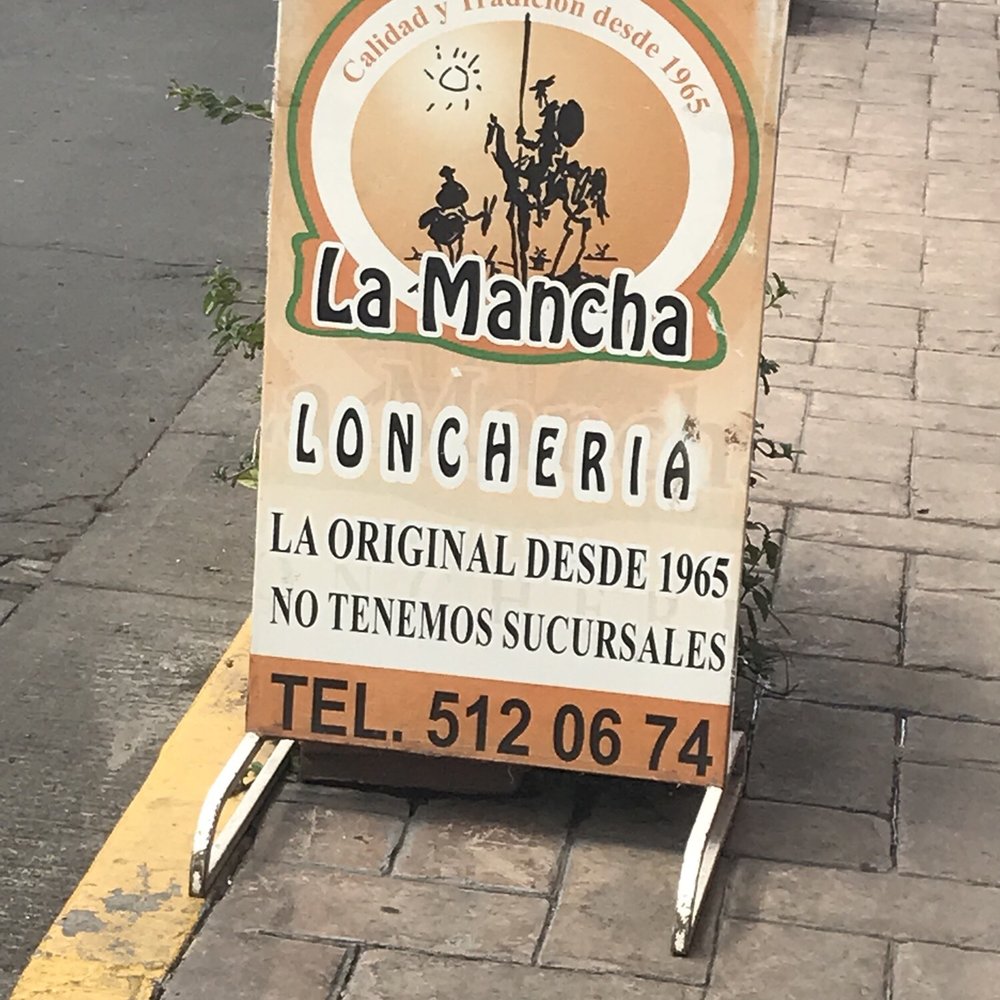 Calidad y Tradición desde 1965
La Mancha
LONCHERIA
LA ORIGINAL DESDE 1965
NO TENEMOS SUCURSALES
TEL. 512 06 74